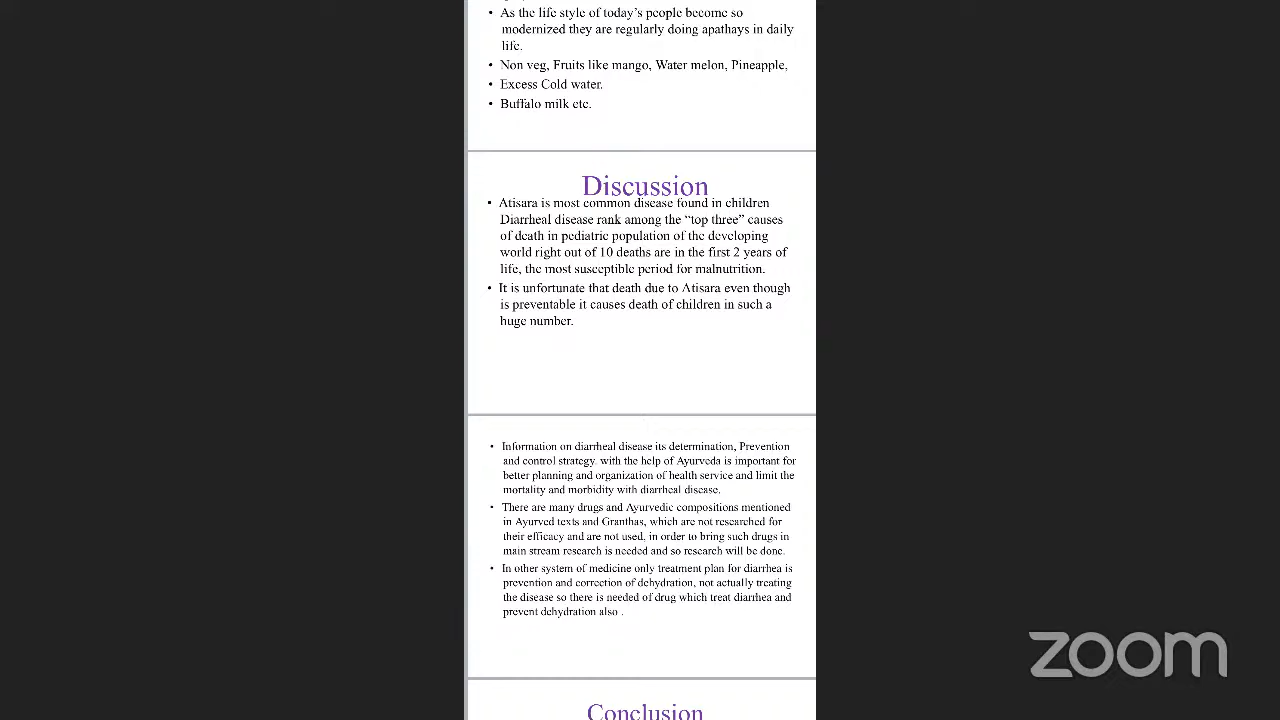 • As the life style of today's people become so
modernized they are regularly doing apathays in daily
life.
• Non veg, Fruits like mango, Water melon, Pineapple,
• Excess Cold water.
• Buffalo milk etc.
Discussion
• Atisara is most common disease found in children
Diarrheal disease rank among the “top three” causes
of death in pediatric population of the developing
world right out of 10 deaths are in the first 2 years of
life, the most susceptible period for malnutrition.
• It is unfortunate that death due to Atisara even though
is preventable it causes death of children in such a
huge number.
• Information on diarrheal disease its determination, Prevention
and control strategy. with the help of Ayurveda is important for
better planning and organization of health service and limit the
mortality and morbidity with diarrheal disease.
• There are many drugs and Ayurvedic compositions mentioned
in Ayurved texts and Granthas, which are not researched for
their efficacy and are not used, in order to bring such drugs in
main stream research is needed and so research will be done.
• In other system of medicine only treatment plan for diarrhea is
prevention and correction of dehydration, not actually treating
the disease so there is needed of drug which treat diarrhea and
prevent dehydration also .
Conclusion
zoom